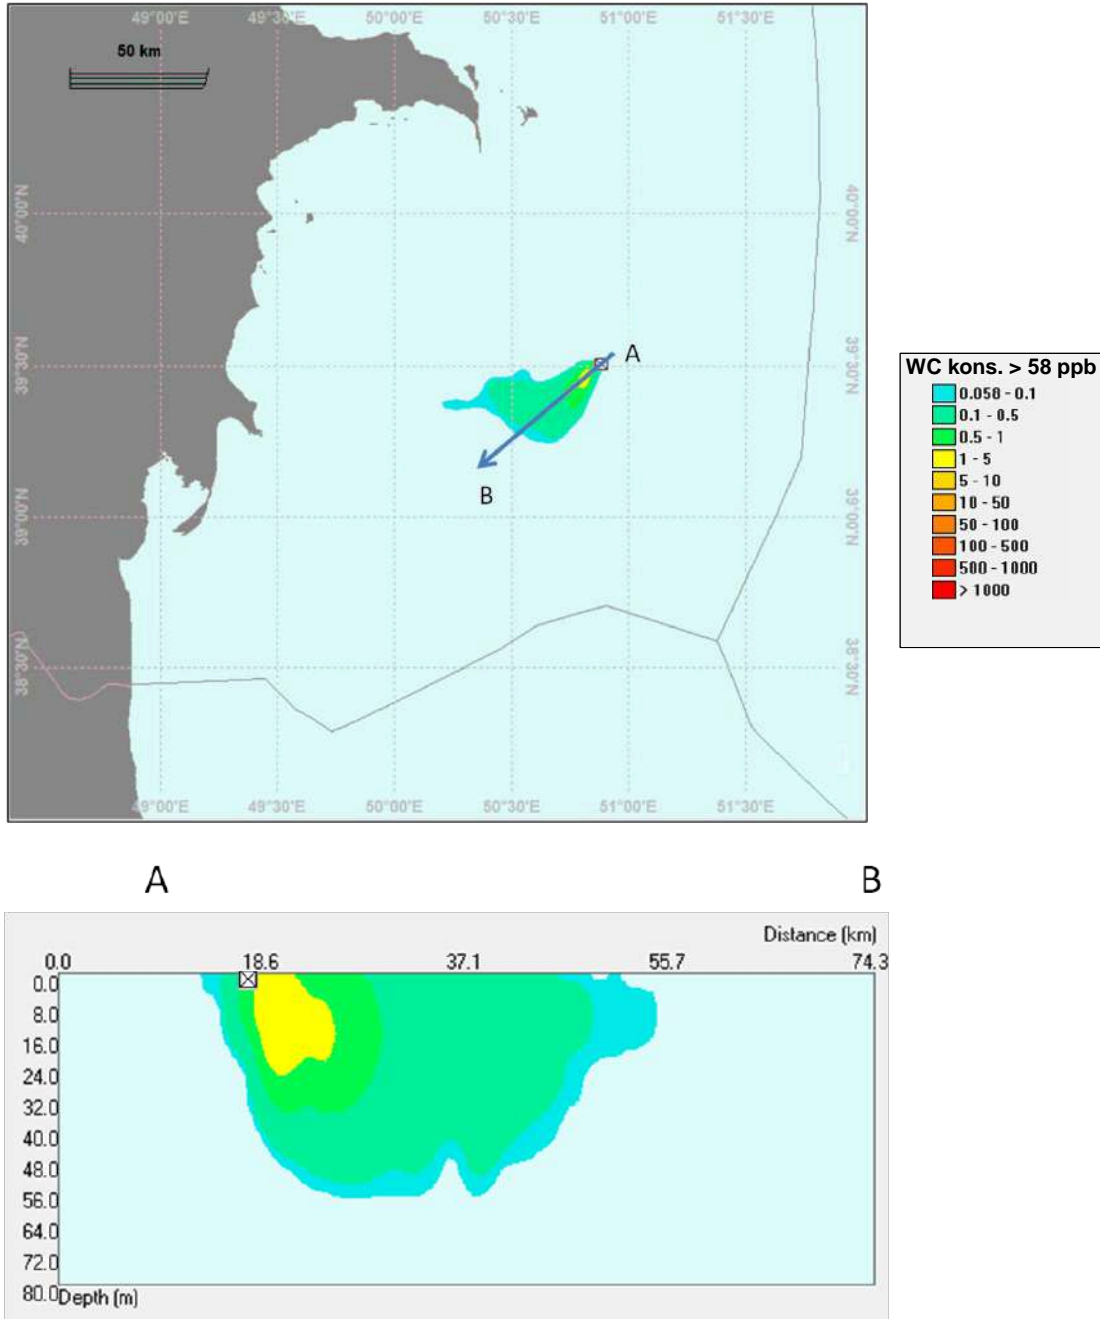 49°00'E 49°30'E 50°00'E 50°30'E 51°00'E 51°30'E
50 km
40°00'N 40°00'N
39°30'N 39°30'N
A
B
39°00'N 39°00'N
38°30'N 38°30'N
49°00'E 49°30'E 50°00'E 50°30'E 51°00'E 51°30'E
WC kons. > 58 ppb
0.058 - 0.1
0.1 - 0.5
0.5 - 1
1 - 5
5 - 10
10 - 50
50 - 100
100 - 500
500 - 1000
> 1000
A B
Distance (km)
0.0 18.6 37.1 55.7 74.3
0.0
8.0
16.0
24.0
32.0
40.0
48.0
56.0
64.0
72.0
80.0 Depth (m)